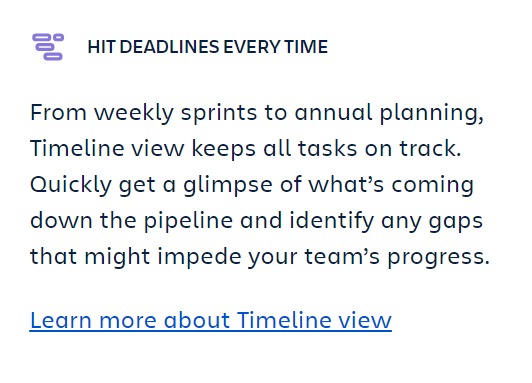 HIT DEADLINES EVERY TIME
From weekly sprints to annual planning,
Timeline view keeps all tasks on track.
Quickly get a glimpse of what’s coming
down the pipeline and identify any gaps
that might impede your team’s progress.
Learn more about Timeline view